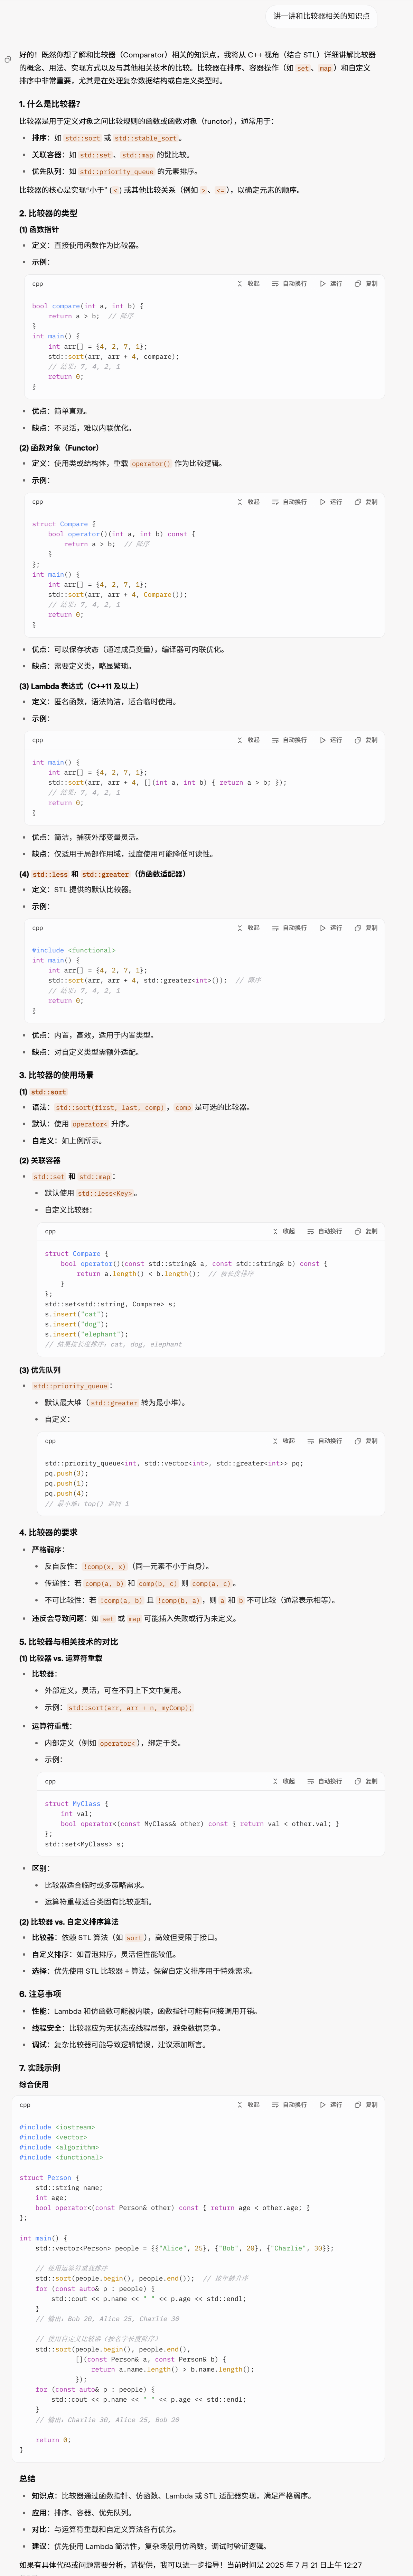 讲一讲和比较器相关的知识点
好的！既然你想了解和比较器（Comparator）相关的知识点，我将从 C++ 视角（结合 STL）详细讲解比较器
的概念、用法、实现方式以及与其他相关技术的比较。比较器在排序、容器操作（如 set、map）和自定义
排序中非常重要，尤其是在处理复杂数据结构或自定义类型时。
1. 什么是比较器?
比较器是用于定义对象之间比较规则的函数或函数对象（functor），通常用于：
• 排序：如 std::sort 或 std::stable_sort。
• 关联容器：如 std::set、std::map 的键比较。
• 优先队列：如 std::priority_queue 的元素排序。
比较器的核心是实现“小于” (<) 或其他比较关系（例如 >、<=），以确定元素的顺序。
2. 比较器的类型
(1) 函数指针
• 定义：直接使用函数作为比较器。
• 示例：
cpp 收起 自动换行 运行 复制
bool compare(int a, int b) {
    return a > b;  // 降序
}
int main() {
    int arr[] = {4, 2, 7, 1};
    std::sort(arr, arr + 4, compare);
    // 结果：7, 4, 2, 1
    return 0;
}
• 优点：简单直观。
• 缺点：不灵活，难以内联优化。
(2) 函数对象（Functor）
• 定义：使用类或结构体，重载 operator() 作为比较逻辑。
• 示例：
cpp 收起 自动换行 运行 复制
struct Compare {
    bool operator()(int a, int b) const {
        return a > b;  // 降序
    }
};
int main() {
    int arr[] = {4, 2, 7, 1};
    std::sort(arr, arr + 4, Compare());
    // 结果：7, 4, 2, 1
    return 0;
}
• 优点：可以保存状态（通过成员变量），编译器可内联优化。
• 缺点：需要定义类，略显繁琐。
(3) Lambda 表达式（C++11 及以上）
• 定义：匿名函数，语法简洁，适合临时使用。
• 示例：
cpp 收起 自动换行 运行 复制
int main() {
    int arr[] = {4, 2, 7, 1};
    std::sort(arr, arr + 4, [](int a, int b) { return a > b; });
    // 结果：7, 4, 2, 1
    return 0;
}
• 优点：简洁，捕获外部变量灵活。
• 缺点：仅适用于局部作用域，过度使用可能降低可读性。
(4) std::less 和 std::greater（仿函数适配器）
• 定义：STL 提供的默认比较器。
• 示例：
cpp 收起 自动换行 运行 复制
#include <functional>
int main() {
    int arr[] = {4, 2, 7, 1};
    std::sort(arr, arr + 4, std::greater<int>());  // 降序
    // 结果：7, 4, 2, 1
    return 0;
}
• 优点：内置，高效，适用于内置类型。
• 缺点：对自定义类型需额外适配。
3. 比较器的使用场景
(1) std::sort
• 语法：std::sort(first, last, comp)，comp 是可选的比较器。
• 默认：使用 operator< 升序。
• 自定义：如上例所示。
(2) 关联容器
• std::set 和 std::map：
• 默认使用 std::less<Key>。
• 自定义比较器：
cpp 收起 自动换行 复制
struct Compare {
    bool operator()(const std::string& a, const std::string& b) const {
        return a.length() < b.length();  // 按长度排序
    }
};
std::set<std::string, Compare> s;
s.insert("cat");
s.insert("dog");
s.insert("elephant");
// 结果按长度排序：cat, dog, elephant
(3) 优先队列
• std::priority_queue：
• 默认最大堆（std::greater 转为最小堆）。
• 自定义：
cpp 收起 自动换行 复制
std::priority_queue<int, std::vector<int>, std::greater<int>> pq;
pq.push(3);
pq.push(1);
pq.push(4);
// 最小堆：top() 返回 1
4. 比较器的要求
• 严格弱序：
• 反自反性：!comp(x, x)（同一元素不小于自身）。
• 传递性：若 comp(a, b) 和 comp(b, c) 则 comp(a, c)。
• 不可比较性：若 !comp(a, b) 且 !comp(b, a)，则 a 和 b 不可比较（通常表示相等）。
• 违反会导致问题：如 set 或 map 可能插入失败或行为未定义。
5. 比较器与相关技术的对比
(1) 比较器 vs. 运算符重载
• 比较器：
• 外部定义，灵活，可在不同上下文中复用。
• 示例：std::sort(arr, arr + n, myComp);
• 运算符重载：
• 内部定义（例如 operator<），绑定于类。
• 示例：
cpp 收起 自动换行 复制
struct MyClass {
    int val;
    bool operator<(const MyClass& other) const { return val < other.val; }
};
std::set<MyClass> s;
• 区别：
• 比较器适合临时或多策略需求。
• 运算符重载适合类固有比较逻辑。
(2) 比较器 vs. 自定义排序算法
• 比较器：依赖 STL 算法（如 sort），高效但受限于接口。
• 自定义排序：如冒泡排序，灵活但性能较低。
• 选择：优先使用 STL 比较器 + 算法，保留自定义排序用于特殊需求。
6. 注意事项
• 性能：Lambda 和仿函数可能被内联，函数指针可能有间接调用开销。
• 线程安全：比较器应为无状态或线程局部，避免数据竞争。
• 调试：复杂比较器可能导致逻辑错误，建议添加断言。
7. 实践示例
综合使用
cpp 收起 自动换行 运行 复制
#include <iostream>
#include <vector>
#include <algorithm>
#include <functional>
struct Person {
    std::string name;
    int age;
    bool operator<(const Person& other) const { return age < other.age; }
};
int main() {
    std::vector<Person> people = {{"Alice", 25}, {"Bob", 20}, {"Charlie", 30}};
    // 使用运算符重载排序
    std::sort(people.begin(), people.end());  // 按年龄升序
    for (const auto& p : people) {
        std::cout << p.name << " " << p.age << std::endl;
    }
    // 输出：Bob 20, Alice 25, Charlie 30
    // 使用自定义比较器（按名字长度降序）
    std::sort(people.begin(), people.end(),
              [](const Person& a, const Person& b) {
                  return a.name.length() > b.name.length();
              });
    for (const auto& p : people) {
        std::cout << p.name << " " << p.age << std::endl;
    }
    // 输出：Charlie 30, Alice 25, Bob 20
    return 0;
}
总结
• 知识点：比较器通过函数指针、仿函数、Lambda 或 STL 适配器实现，满足严格弱序。
• 应用：排序、容器、优先队列。
• 对比：与运算符重载和自定义算法各有优劣。
• 建议：优先使用 Lambda 简洁性，复杂场景用仿函数，调试时验证逻辑。
如果有具体代码或问题需要分析，请提供，我可以进一步指导！当前时间是 2025 年 7 月 21 日上午 12:27